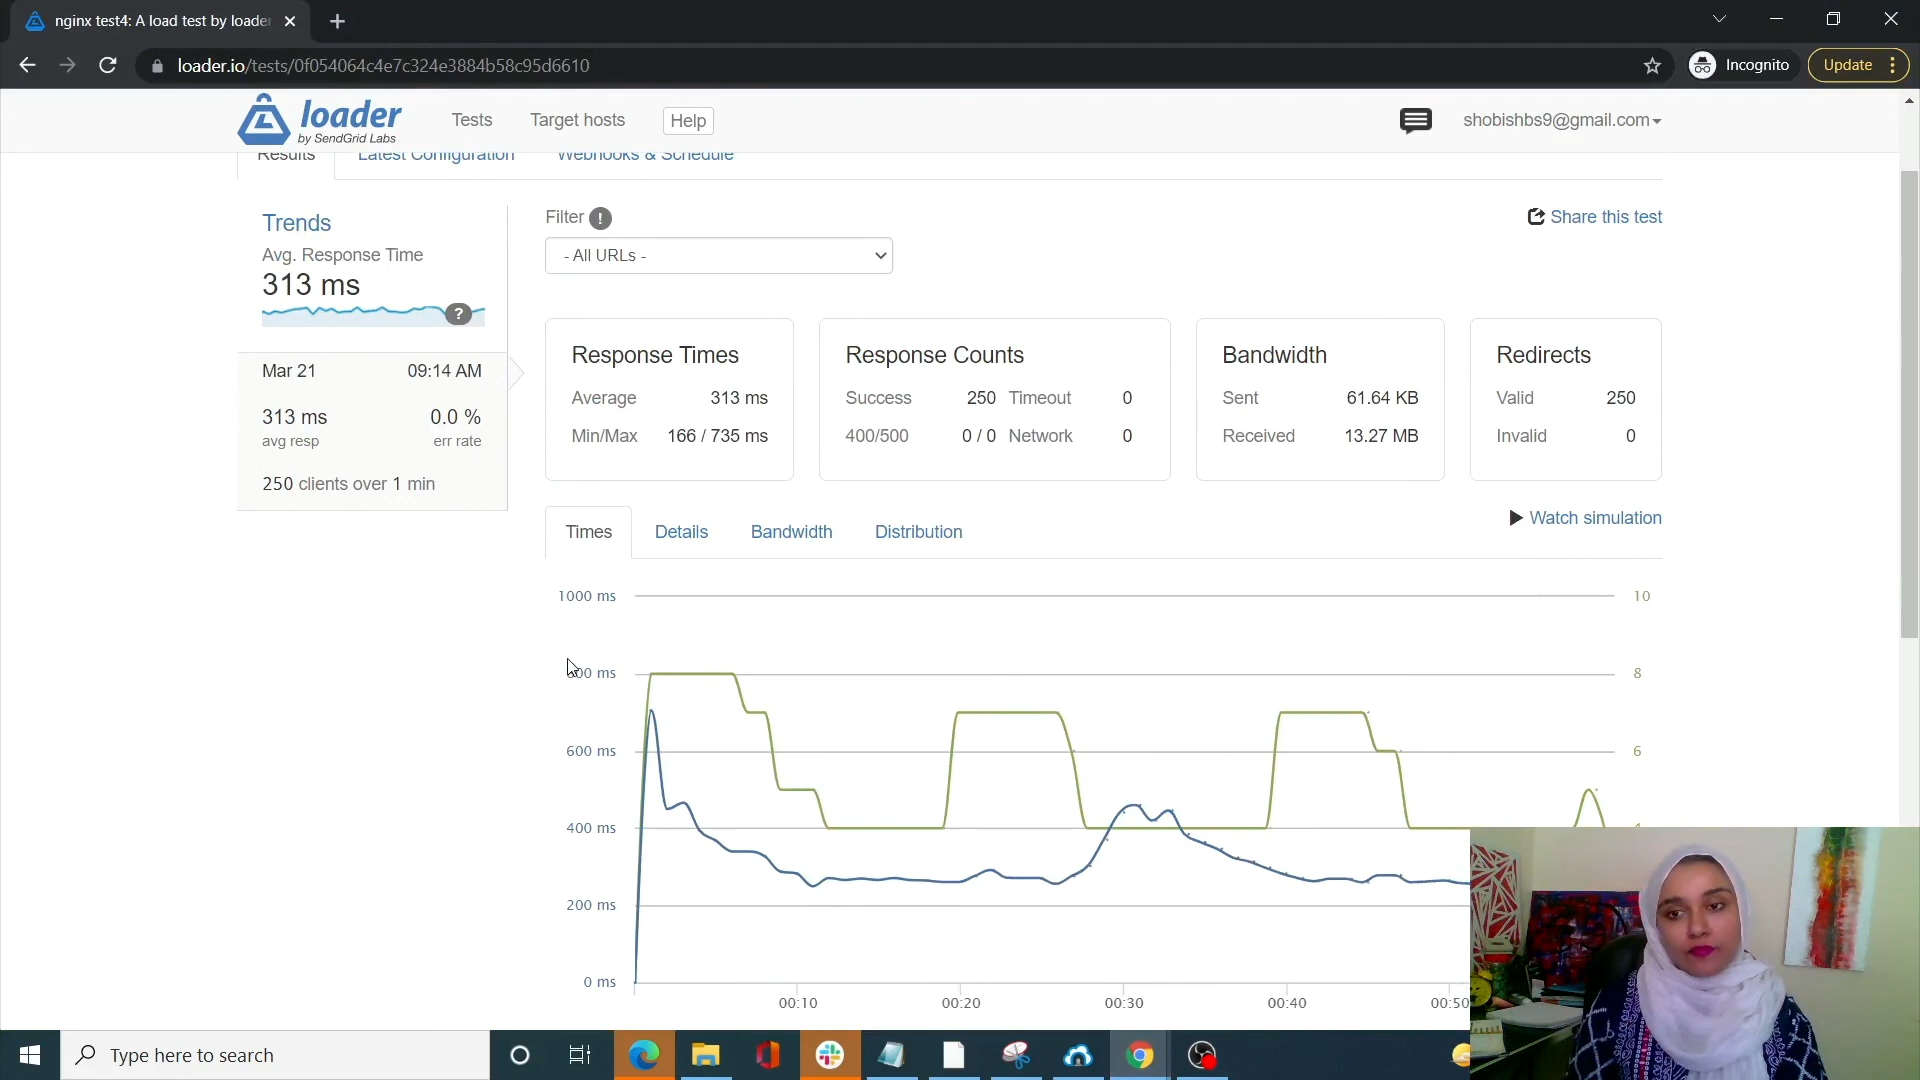 nginx test4: A load test by loader
loader.io/tests/0f054064c4e7c324e3884b58c95d6610
Incognito
Update
loader
by SendGrid Labs
Tests
Target hosts
Help
shobishbs9@gmail.com
Results
Latest Configuration
Webhooks & Schedule
Trends
Avg. Response Time
313 ms
?
Mar 21 09:14 AM
313 ms 0.0 %
avg resp err rate
250 clients over 1 min
Filter !
- All URLs -
Share this test
Response Times
Average 313 ms
Min/Max 166 / 735 ms
Response Counts
Success 250 Timeout 0
400/500 0 / 0 Network 0
Bandwidth
Sent 61.64 KB
Received 13.27 MB
Redirects
Valid 250
Invalid 0
Times
Details
Bandwidth
Distribution
Watch simulation
1000 ms 10
00 ms 8
600 ms 6
400 ms
200 ms
0 ms
00:10 00:20 00:30 00:40 00:50
Type here to search